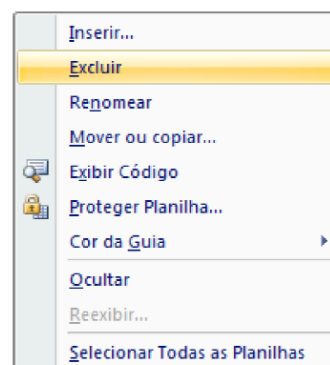 Inserir...
Excluir
Renomear
Mover ou copiar...
Exibir Código
Proteger Planilha...
Cor da Guia
Ocultar
Reexibir...
Selecionar Todas as Planilhas